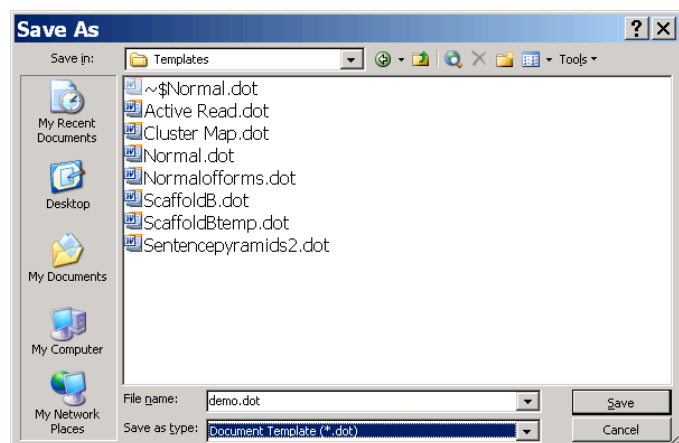 Save As
Save in:
Templates
Tools
~$Normal.dot
Active Read.dot
Cluster Map.dot
Normal.dot
Normalofforms.dot
ScaffoldB.dot
ScaffoldBtemp.dot
Sentencepyramids2.dot
My Recent
Documents
Desktop
My Documents
My Computer
My Network
Places
File name:
demo.dot
Save
Save as type:
Document Template (*.dot)
Cancel